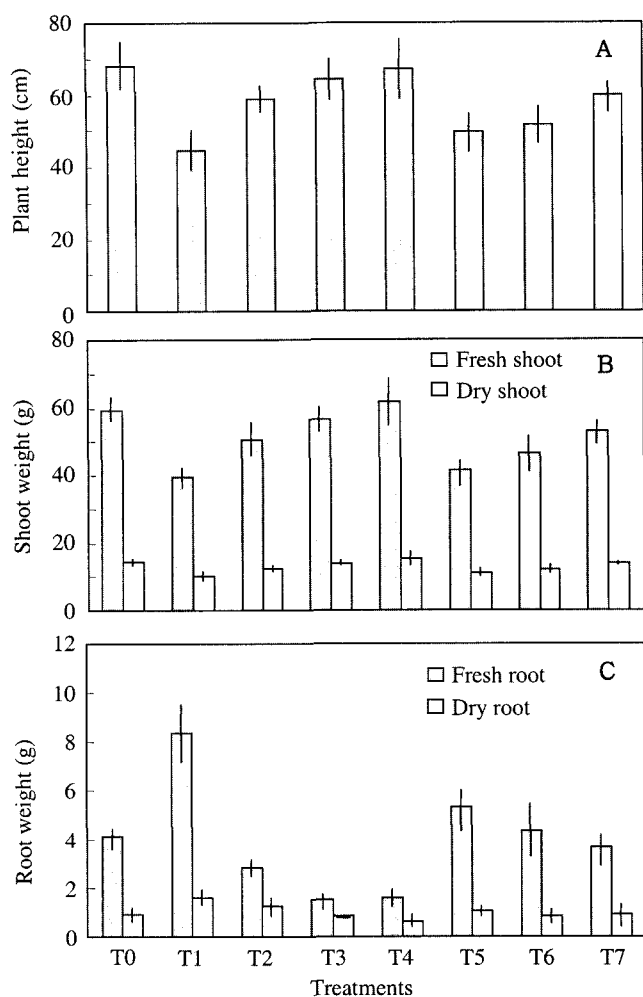 80
A
60
Plant height (cm)
40
20
0
80
Fresh shoot
B
Dry shoot
60
Shoot weight (g)
40
20
0
12
Fresh root
C
10
Dry root
8
Root weight (g)
6
4
2
0
T0 T1 T2 T3 T4 T5 T6 T7
Treatments